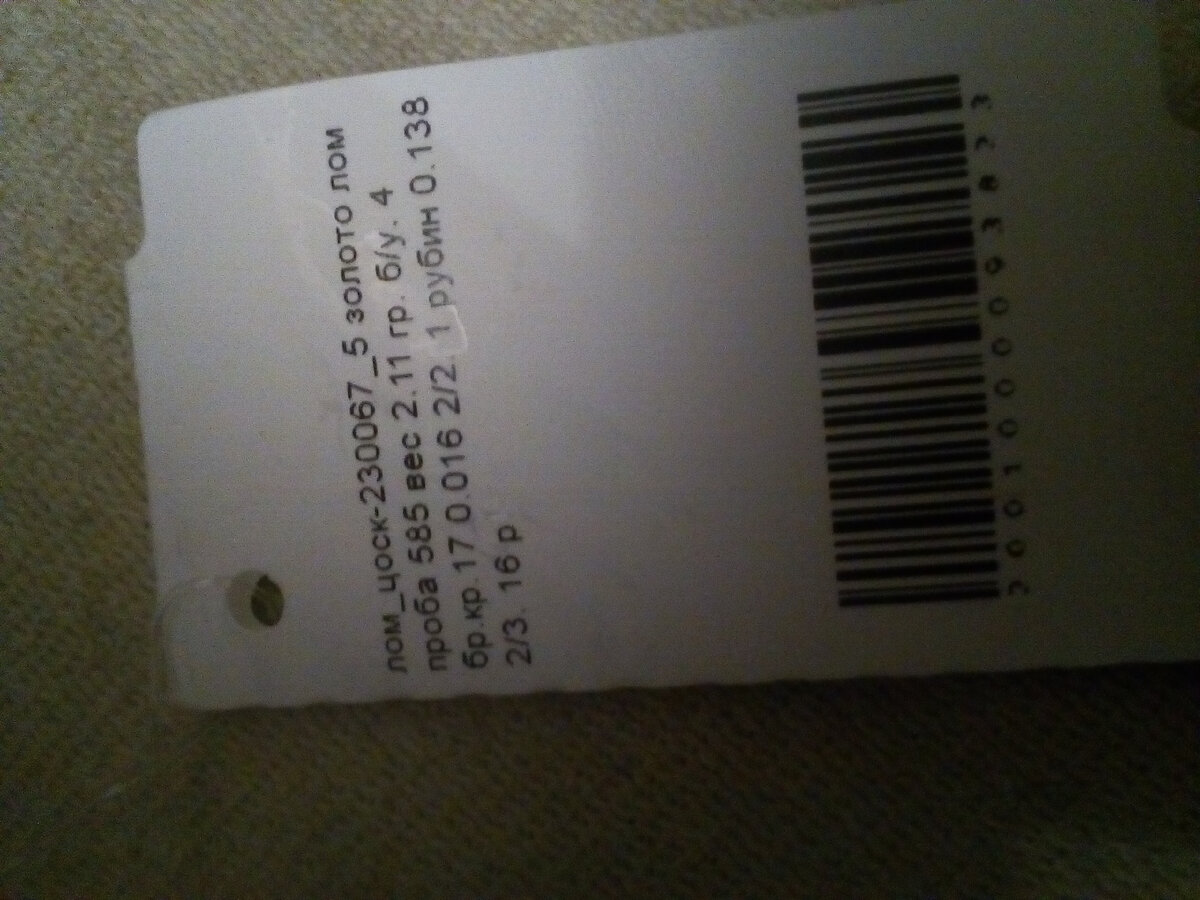 лом_цоск-230067_5 золото лом
проба 585 вес 2.11 гр. б/у. 4
бр.кр.17 0.016 2/2. 1 рубин 0.138
2/3. 16 р
2001000093823